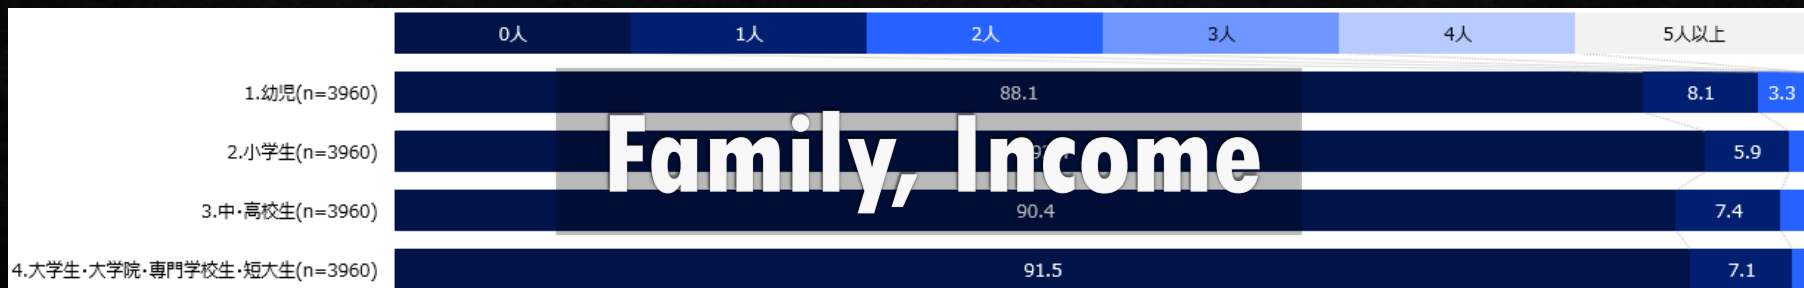 0人 1人 2人 3人 4人 5人以上
1.幼児(n=3960) 88.1 8.1 3.3
Family, Income
2.小学生(n=3960) 5.9
3.中・高校生(n=3960) 90.4 7.4
4.大学生・大学院・専門学校生・短大生(n=3960) 91.5 7.1